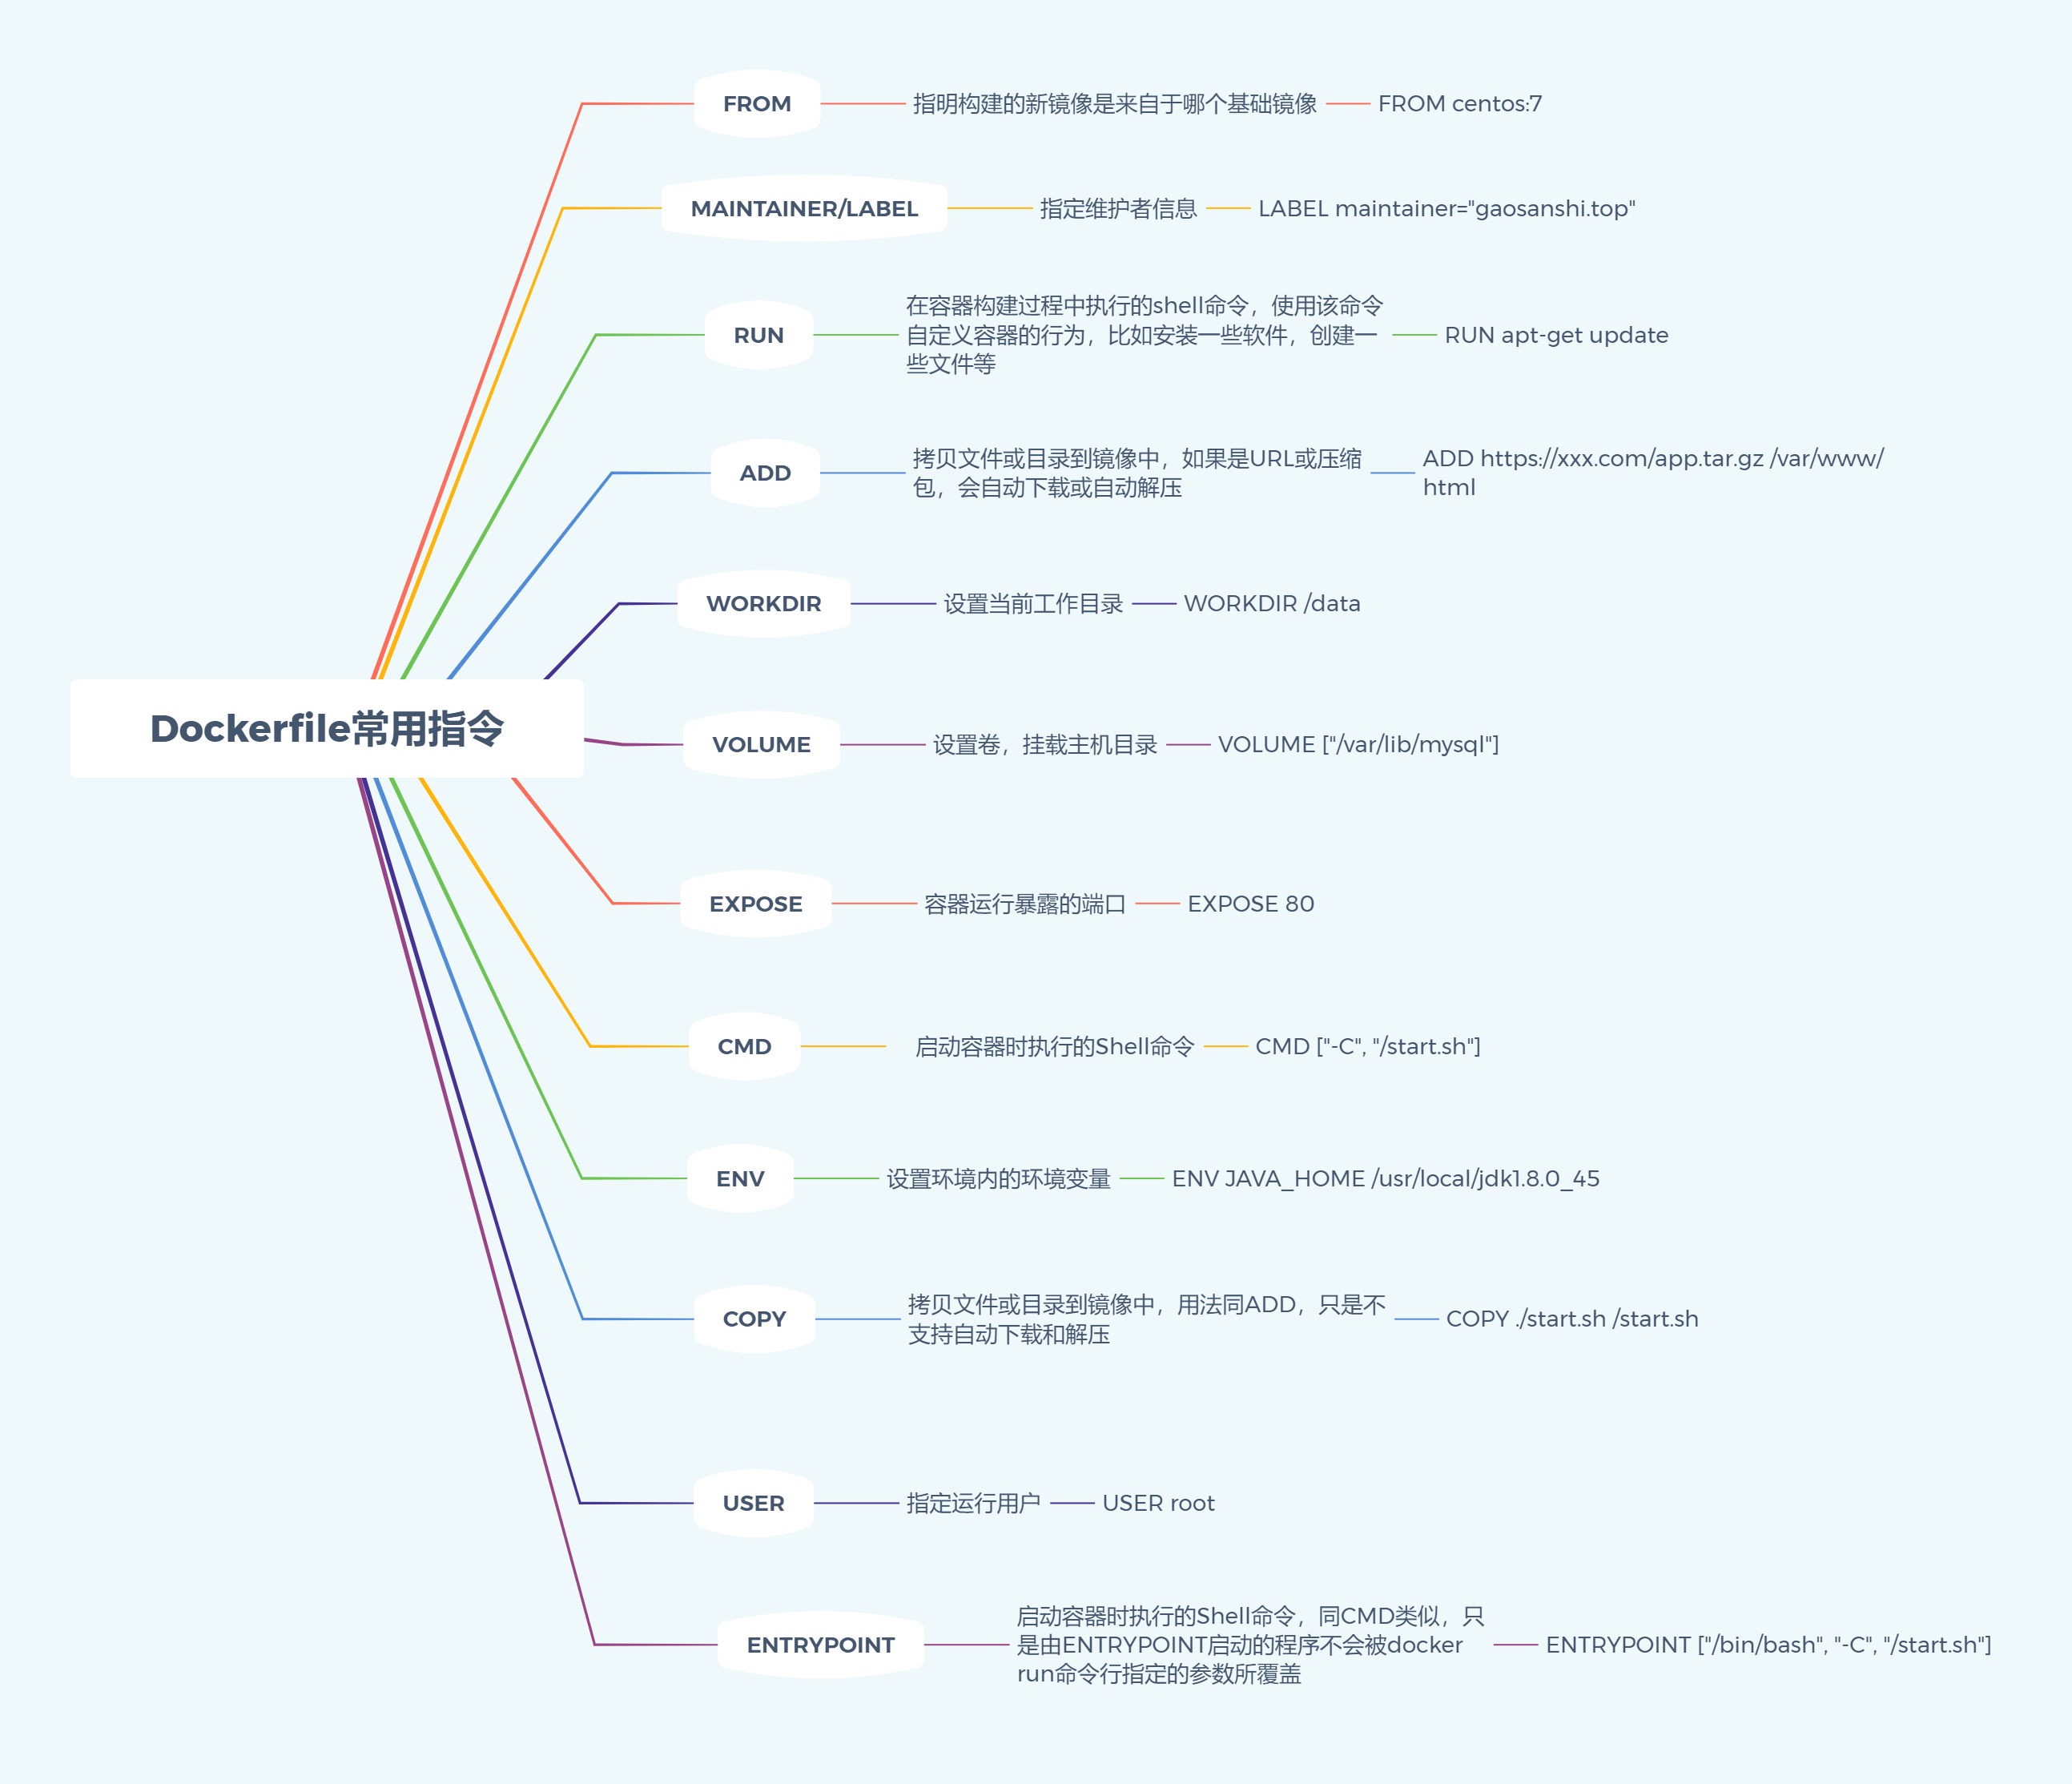 FROM
指明构建的新镜像是来自于哪个基础镜像
FROM centos:7
MAINTAINER/LABEL
指定维护者信息
LABEL maintainer="gaosanshi.top"
RUN
在容器构建过程中执行的shell命令，使用该命令
自定义容器的行为，比如安装一些软件，创建一
些文件等
RUN apt-get update
ADD
拷贝文件或目录到镜像中，如果是URL或压缩
包，会自动下载或自动解压
ADD https://xxx.com/app.tar.gz /var/www/
html
WORKDIR
设置当前工作目录
WORKDIR /data
Dockerfile常用指令
VOLUME
设置卷，挂载主机目录
VOLUME ["/var/lib/mysql"]
EXPOSE
容器运行暴露的端口
EXPOSE 80
CMD
启动容器时执行的Shell命令
CMD ["-C", "/start.sh"]
ENV
设置环境内的环境变量
ENV JAVA_HOME /usr/local/jdk1.8.0_45
COPY
拷贝文件或目录到镜像中，用法同ADD，只是不
支持自动下载和解压
COPY ./start.sh /start.sh
USER
指定运行用户
USER root
ENTRYPOINT
启动容器时执行的Shell命令，同CMD类似，只
是由ENTRYPOINT启动的程序不会被docker
run命令行指定的参数所覆盖
ENTRYPOINT ["/bin/bash", "-C", "/start.sh"]